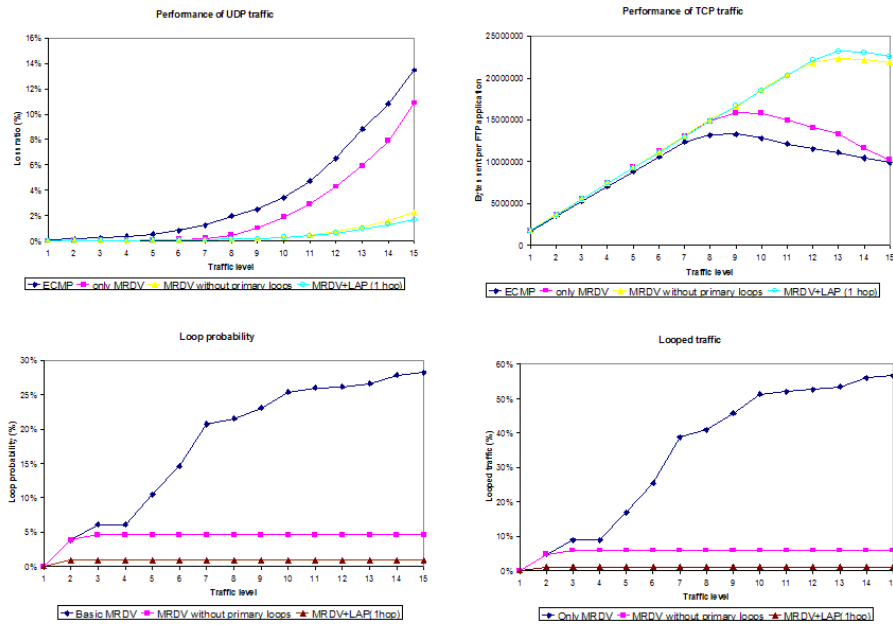 Performance of UDP traffic
16%
14%
12%
10%
8%
6%
4%
2%
0%
Loss ratio (%)
1 2 3 4 5 6 7 8 9 10 11 12 13 14 15
Traffic level
ECMP only MRDV MRDV without primary loops MRDV+LAP (1 hop)
Performance of TCP traffic
25000000
20000000
15000000
10000000
5000000
0
Bytes sent per FTP application
1 2 3 4 5 6 7 8 9 10 11 12 13 14 15
Traffic level
ECMP only MRDV MRDV without primary loops MRDV+LAP (1 hop)
Loop probability
30%
25%
20%
15%
10%
5%
0%
Loop probability (%)
1 2 3 4 5 6 7 8 9 10 11 12 13 14 15
Traffic level
Basic MRDV MRDV without primary loops MRDV+LAP(1hop)
Looped traffic
60%
50%
40%
30%
20%
10%
0%
Looped traffic (%)
1 2 3 4 5 6 7 8 9 10 11 12 13 14
Traffic level
Only MRDV MRDV without primary loops MRDV+LAP(1hop)